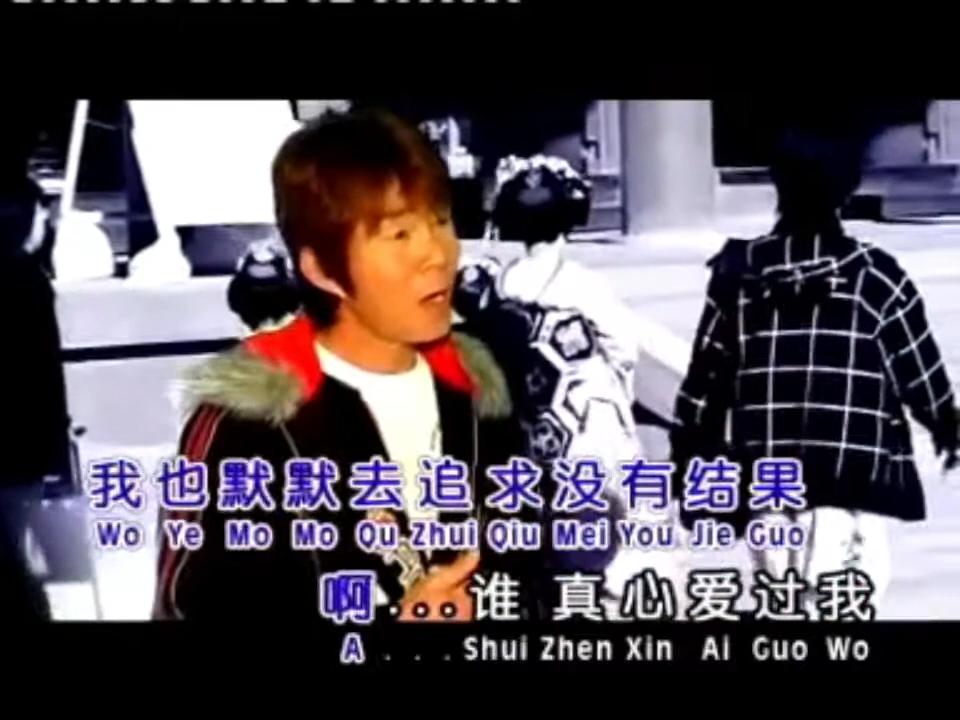 我也默默去追求没有结果
Wo Ye Mo Mo Qu Zhui Qiu Mei You Jie Guo
啊...谁 真心爱过我
A . . . Shui Zhen Xin Ai Guo Wo